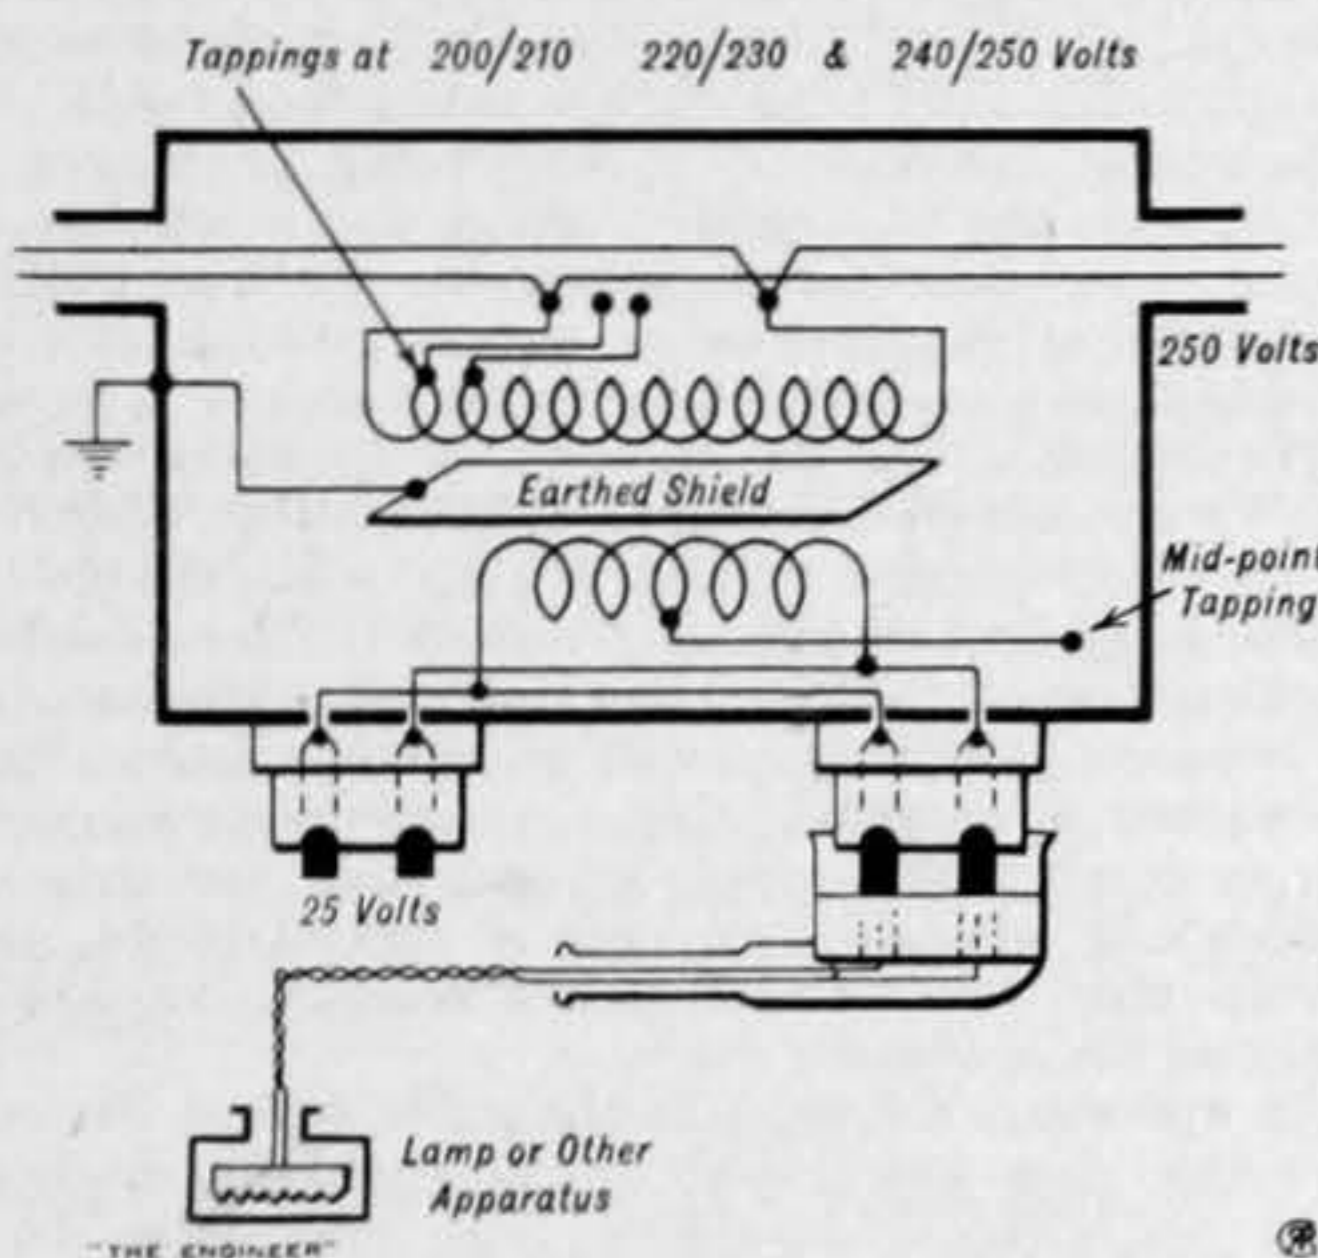 Tappings at 200/210 220/230 & 240/250 Volts
250 Volts
Earthed Shield
Mid-point
Tapping
25 Volts
Lamp or Other
Apparatus
"THE ENGINEER"